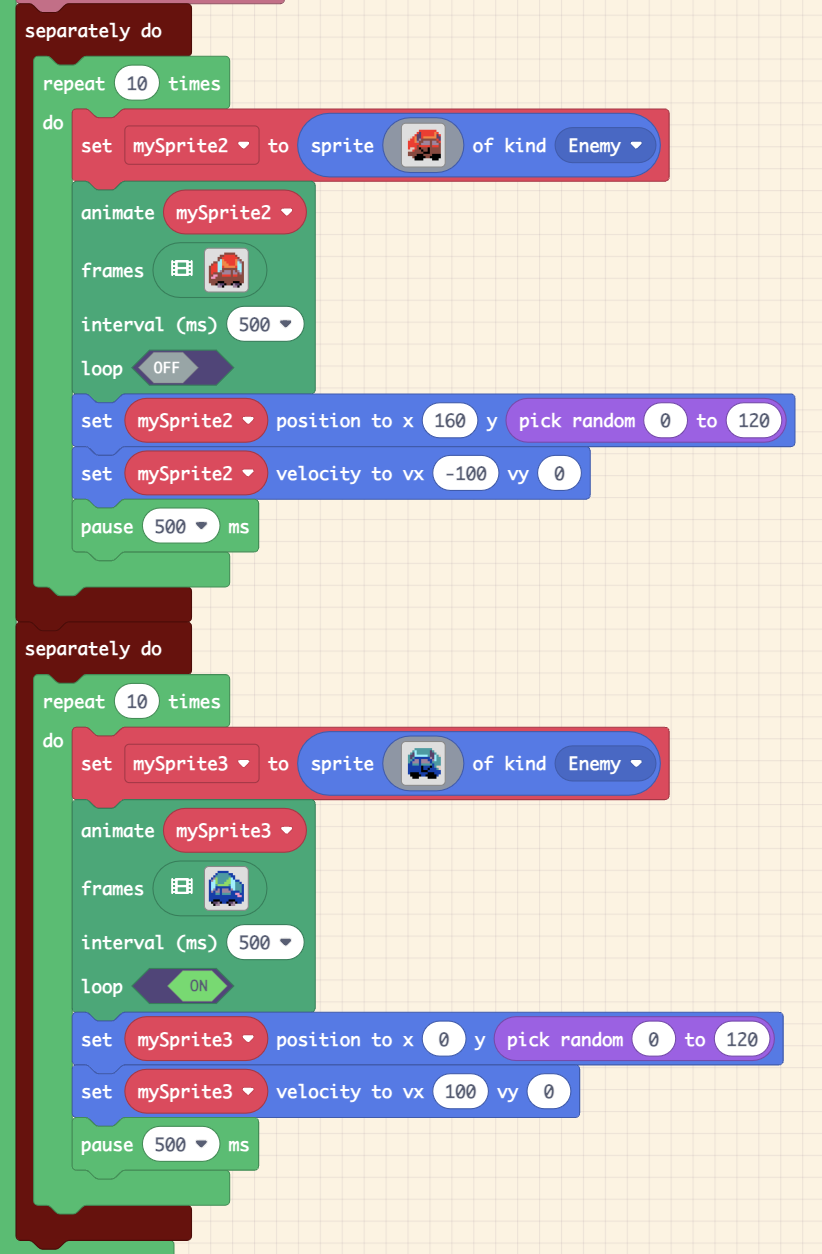 separately do
repeat 10 times
do
set mySprite2 to sprite of kind Enemy
animate mySprite2
frames
interval (ms) 500
loop OFF
set mySprite2 position to x 160 y pick random 0 to 120
set mySprite2 velocity to vx -100 vy 0
pause 500 ms
separately do
repeat 10 times
do
set mySprite3 to sprite of kind Enemy
animate mySprite3
frames
interval (ms) 500
loop ON
set mySprite3 position to x 0 y pick random 0 to 120
set mySprite3 velocity to vx 100 vy 0
pause 500 ms